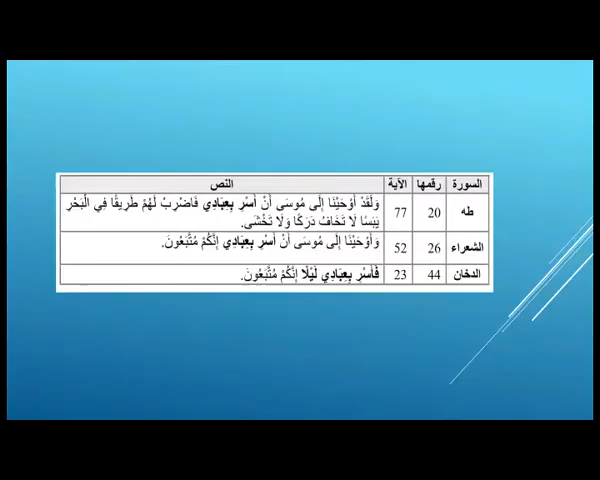 السورة رقمها الآية النص
طه 20 77 وَلَقَدْ أَوْحَيْنَا إِلَى مُوسَى أَنْ أَسْرِ بِعِبَادِي فَاضْرِبْ لَهُمْ طَرِيقًا فِي الْبَحْرِ
يَبَسًا لَا تَخَافُ دَرَكًا وَلَا تَخْشَى.
الشعراء 26 52 وَأَوْحَيْنَا إِلَى مُوسَى أَنْ أَسْرِ بِعِبَادِي إِنَّكُمْ مُتَّبَعُونَ.
الدخان 44 23 فَأَسْرِ بِعِبَادِي لَيْلًا إِنَّكُمْ مُتَّبَعُونَ.